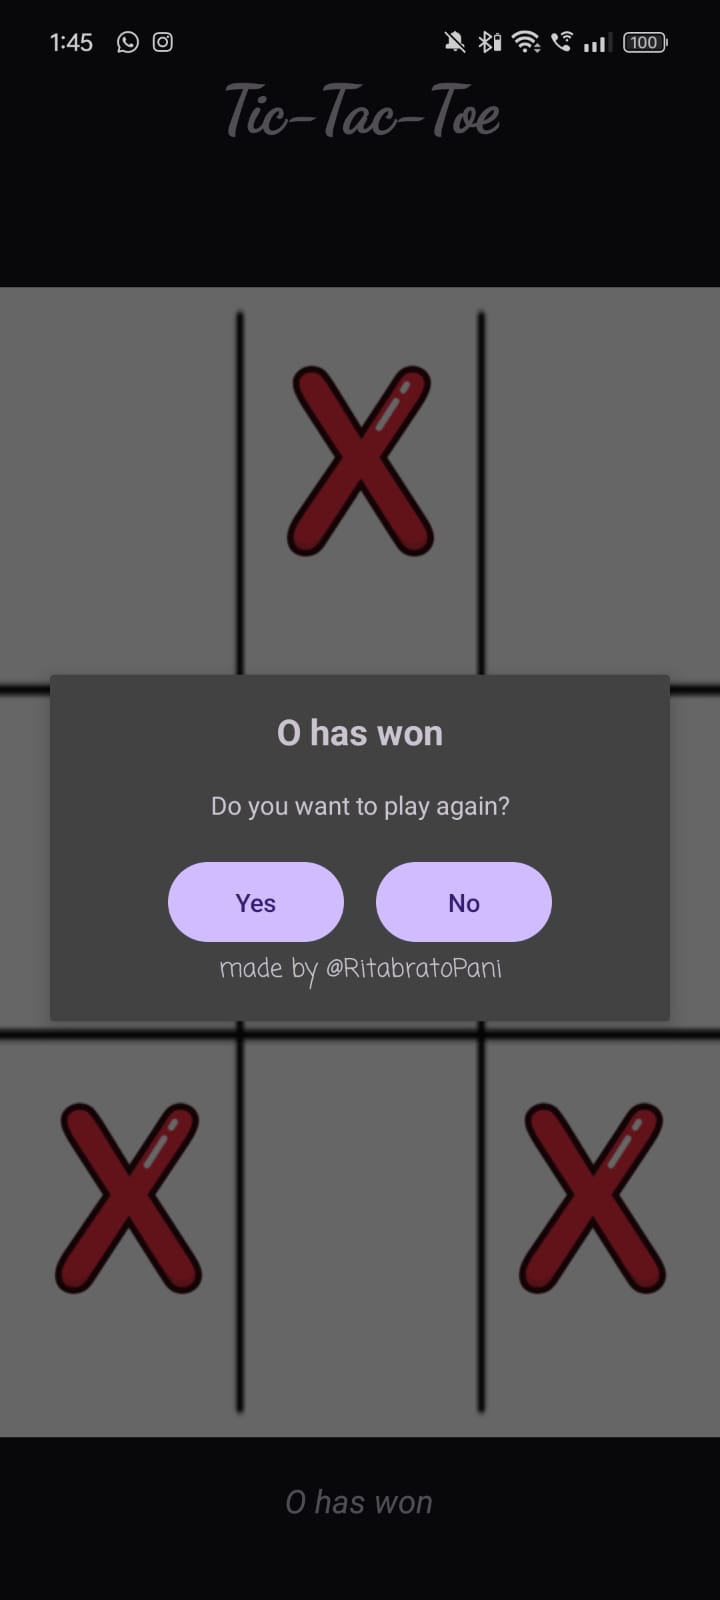 1:45 100
Tic-Tac-Toe
X
O has won
Do you want to play again?
Yes No
made by @RitabratoPani
X X
O has won